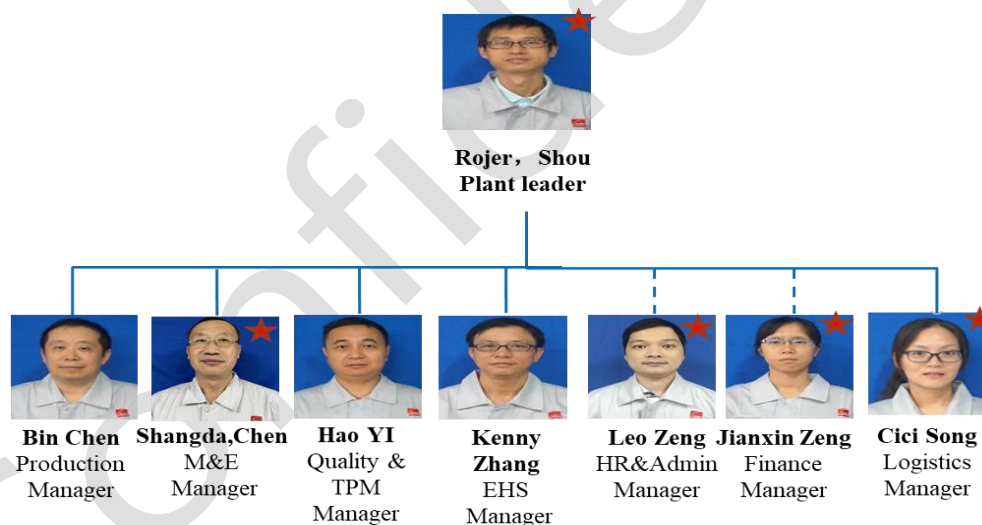 Rojer，Shou
Plant leader
Bin Chen
Production
Manager
Shangda,Chen
M&E
Manager
Hao YI
Quality &
TPM
Manager
Kenny
Zhang
EHS
Manager
Leo Zeng
HR&Admin
Manager
Jianxin Zeng
Finance
Manager
Cici Song
Logistics
Manager